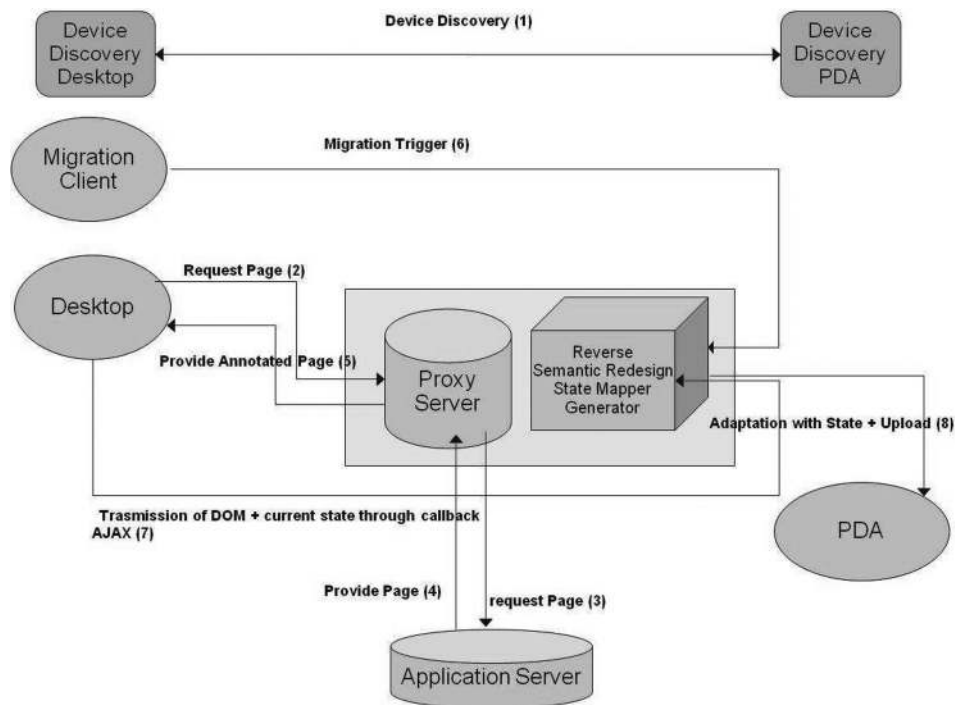 Device Discovery (1)
Device
Discovery
Desktop
Device
Discovery
PDA
Migration Trigger (6)
Migration
Client
Request Page (2)
Desktop
Provide Annotated Page (5)
Proxy
Server
Reverse
Semantic Redesign
State Mapper
Generator
Adaptation with State + Upload (8)
Trasmission of DOM + current state through callback
AJAX (7)
PDA
Provide Page (4)
request Page (3)
Application Server